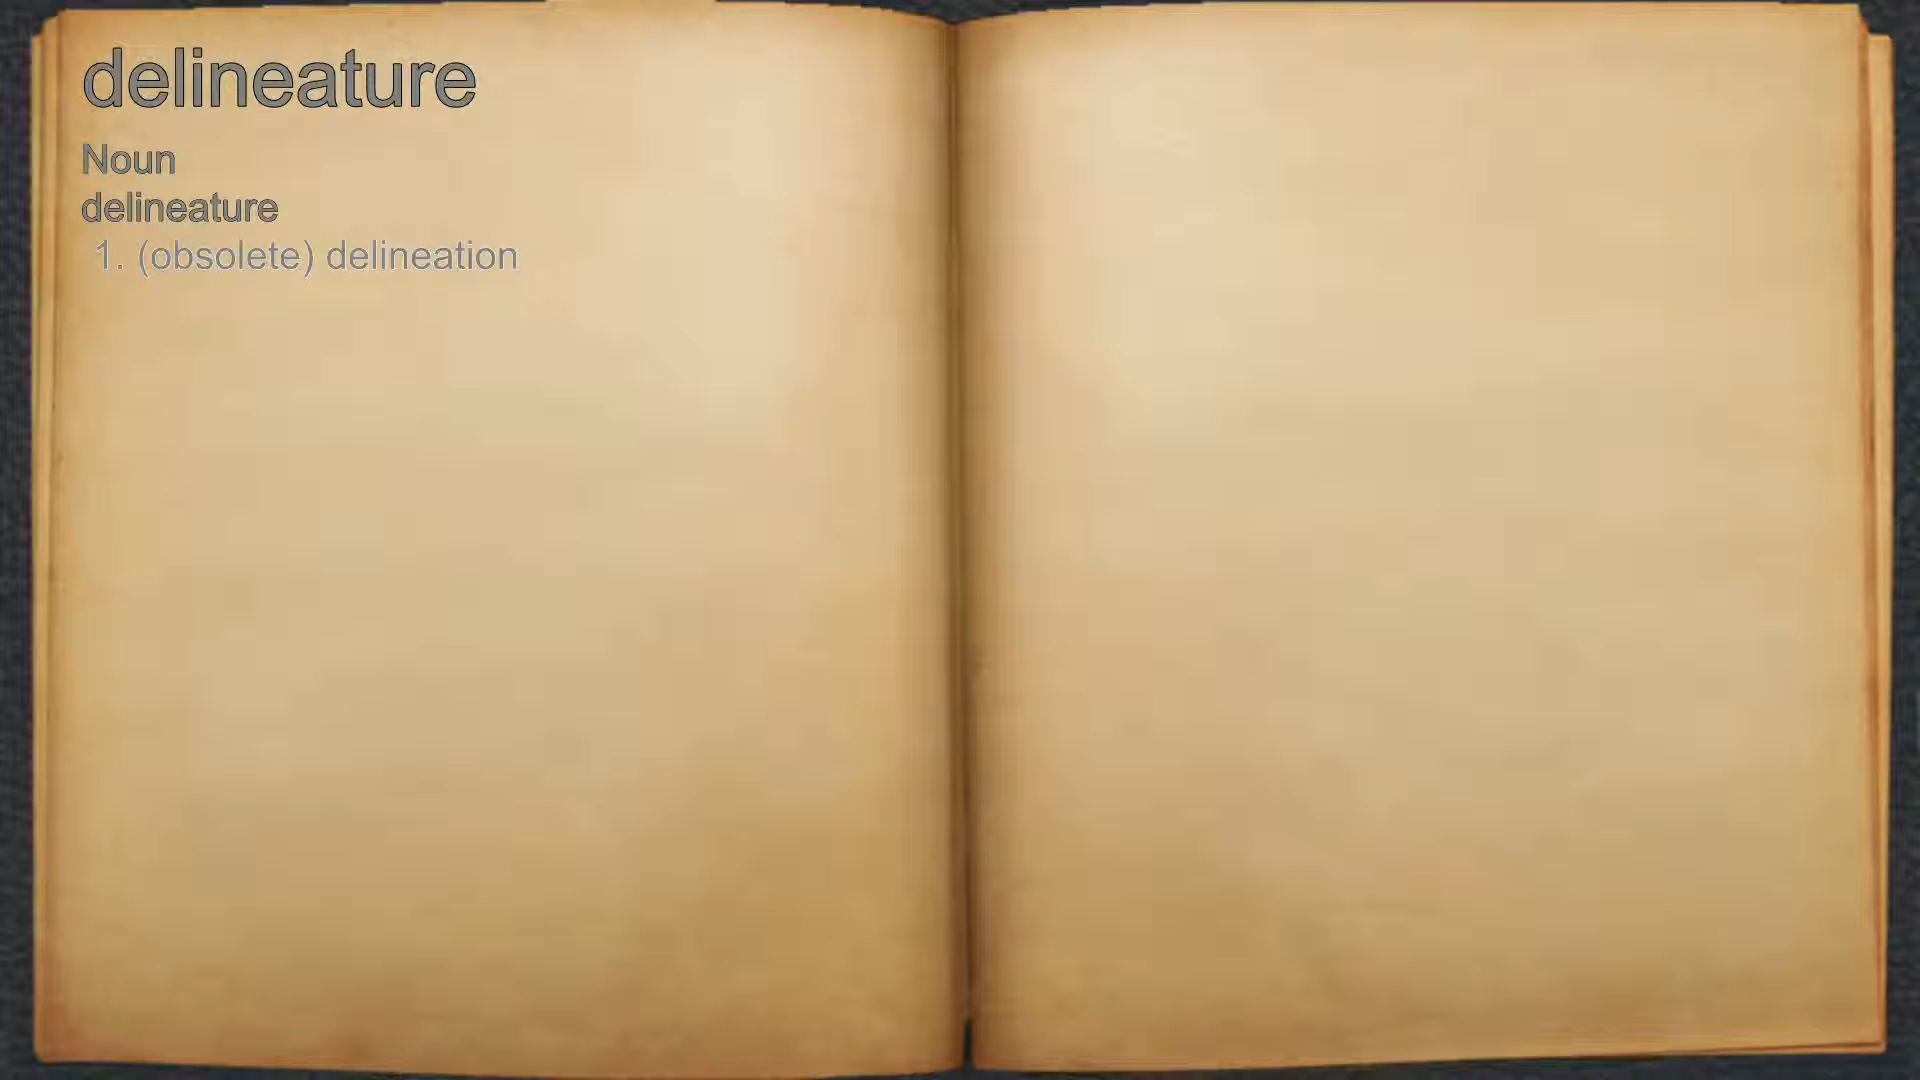 delineature
Noun
delineature
1. (obsolete) delineation